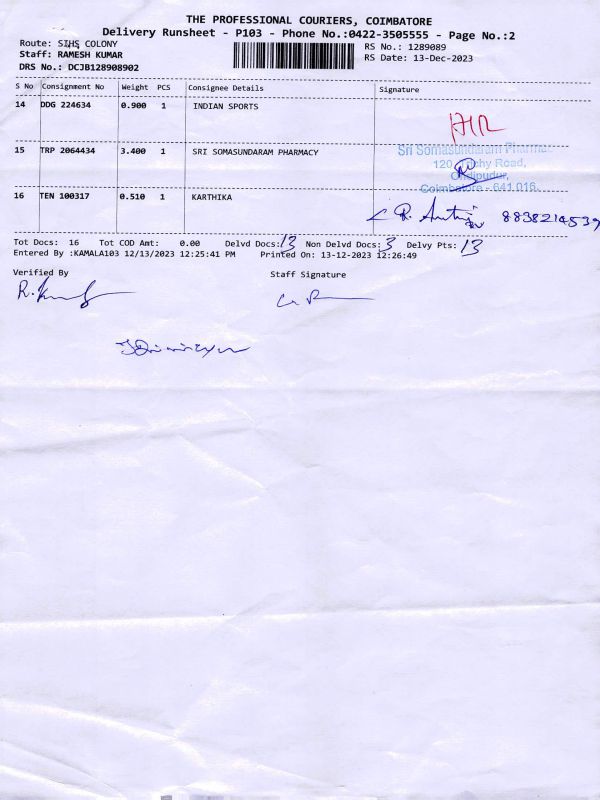 THE PROFESSIONAL COURIERS, COIMBATORE
Delivery Runsheet - P103 - Phone No.:0422-3505555 - Page No.:2
Route: SIHS COLONY
RS No.: 1289089
Staff: RAMESH KUMAR
RS Date: 13-Dec-2023
DRS No.: DCJB128908902
S No Consignment No Weight PCS Consignee Details Signature
14 DDG 224634 0.900 1 INDIAN SPORTS
15 TRP 2064434 3.400 1 SRI SOMASUNDARAM PHARMACY
Sri Somasundaram Pharmac
120, Trichy Road,
Ondipudur,
Coimbatore - 641 016.
16 TEN 100317 0.510 1 KARTHIKA
8838214539
Tot Docs: 16 Tot COD Amt: 0.00 Delvd Docs: 13 Non Delvd Docs: 3 Delvy Pts: 13
Entered By :KAMALA103 12/13/2023 12:25:41 PM Printed On: 13-12-2023 12:26:49
Verified By Staff Signature